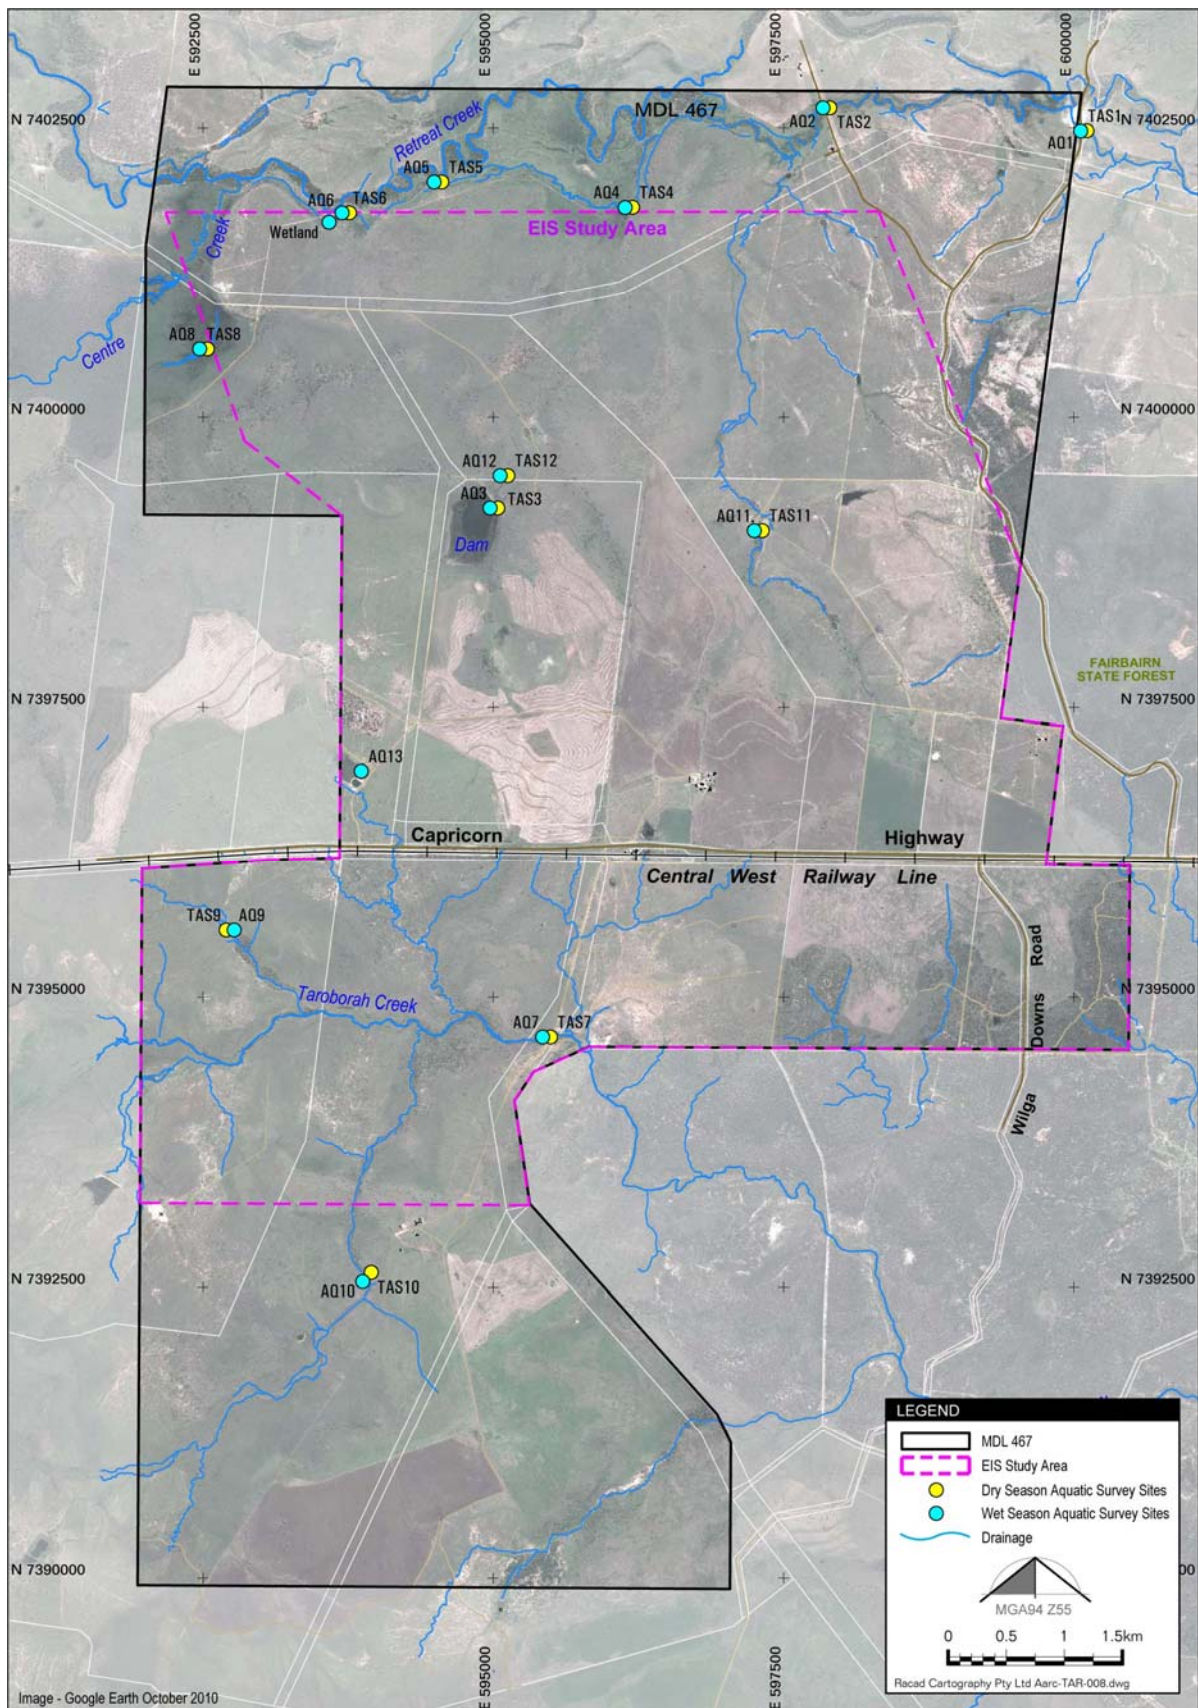 E 592500
E 595000
E 597500
E 600000
MDL 467
N 7402500
N 7402500
Retreat Creek
AQ2
TAS2
TAS1
AQ1
AQ5
TAS5
AQ6
TAS6
AQ4
TAS4
Wetland
EIS Study Area
Creek
Centre
AQ8
TAS8
N 7400000
N 7400000
AQ12
TAS12
AQ3
TAS3
Dam
AQ11
TAS11
FAIRBAIRN
STATE FOREST
N 7397500
N 7397500
AQ13
Capricorn
Highway
Central West Railway Line
TAS9
AQ9
Road
Downs
Wilga
N 7395000
N 7395000
Taroborah Creek
AQ7
TAS7
N 7392500
N 7392500
AQ10
TAS10
N 7390000
00
LEGEND
MDL 467
EIS Study Area
Dry Season Aquatic Survey Sites
Wet Season Aquatic Survey Sites
Drainage
MGA94 Z55
0 0.5 1 1.5km
Racad Cartography Pty Ltd Aarc-TAR-008.dwg
E 595000
E 597500
Image - Google Earth October 2010